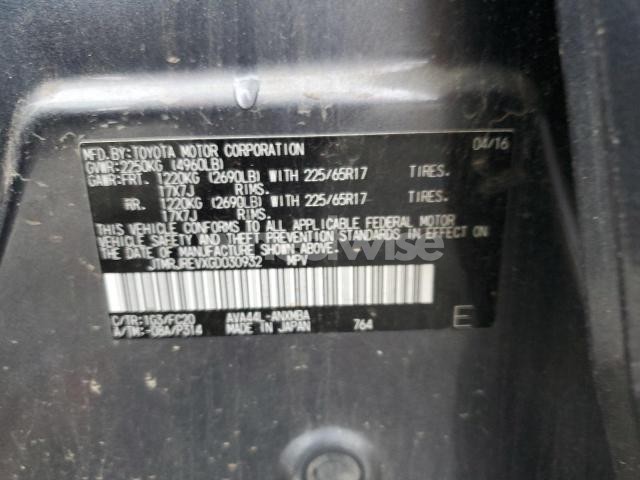 MFD.BY:TOYOTA MOTOR CORPORATION 04/16
GVWR:2250KG (4960LB)
GAWR:FRT. 1220KG (2690LB) WITH 225/65R17 TIRES.
17X7J RIMS.
RR. 1220KG (2690LB) WITH 225/65R17 TIRES.
17X7J RIMS.
THIS VEHICLE CONFORMS TO ALL APPLICABLE FEDERAL MOTOR
VEHICLE SAFETY AND THEFT PREVENTION STANDARDS IN EFFECT ON
THE DATE OF MANUFACTURE SHOWN ABOVE.
JTMRJREVXGD030932 MPV
C/TR:1G3/FC20 AVA44L-ANXMBA
A/TM:-08A/P314 MADE IN JAPAN 764 E